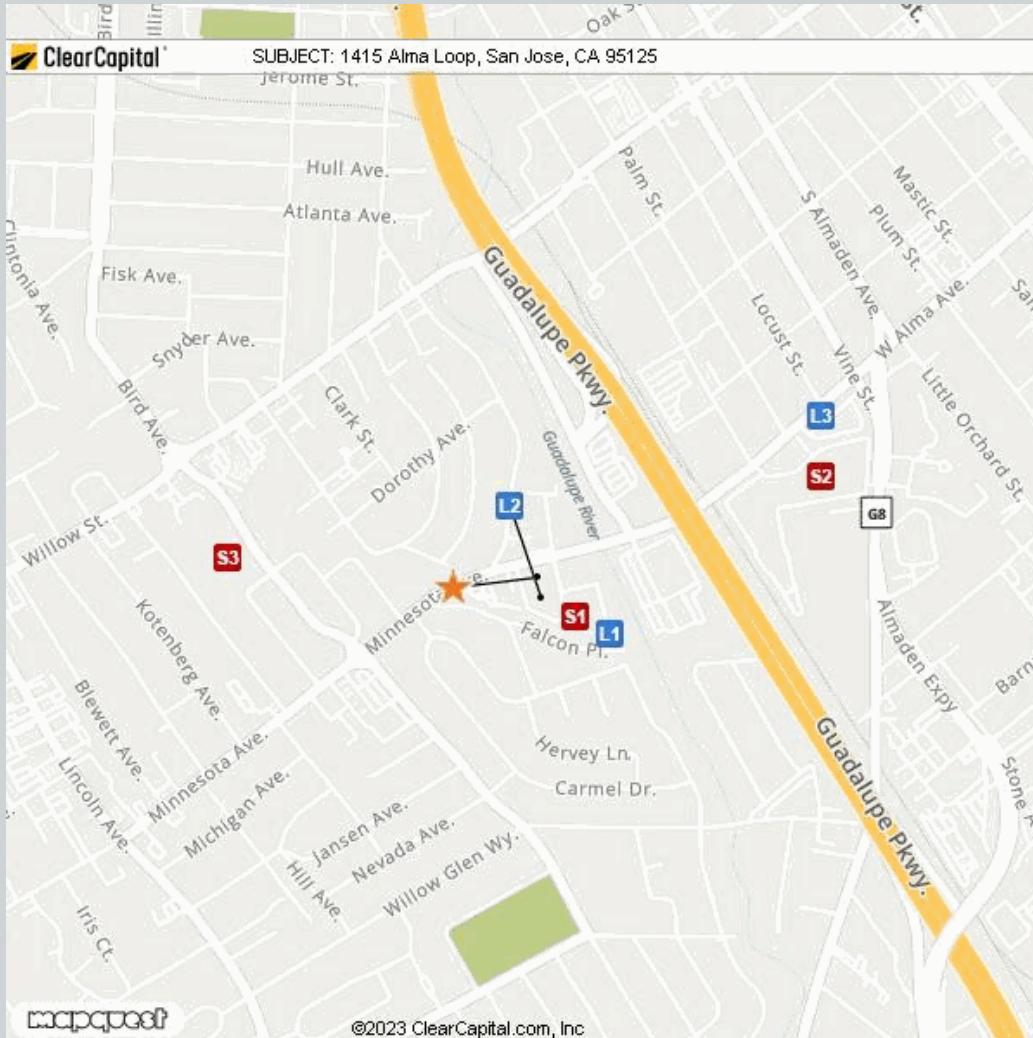 Bird
Illin
Oak S
St.
ClearCapital
SUBJECT: 1415 Alma Loop, San Jose, CA 95125
Jerome St.
Hull Ave.
Palm St.
Mastic St.
Atlanta Ave.
Plum St.
S Almaden Ave.
Clintonia Ave.
Fisk Ave.
Guadalupe Pkwy.
San
W Alma Ave.
Locust St.
Snyder Ave.
Vine St.
Bird Ave.
Clark St.
Little Orchard St.
L3
Dorothy Ave.
Guadalupe River
S2
L2
G8
Willow St.
S3
Minnesota Ave.
S1
L1
Falcon Pl.
Kotenberg Ave.
Almaden Expy
Barn
Blewett Ave.
Hervey Ln.
Carmel Dr.
Guadalupe Pkwy.
Minnesota Ave.
Lincoln Ave.
Michigan Ave.
Stone A
Jansen Ave.
Nevada Ave.
Hill Ave.
Willow Glen Wy.
Iris Ct.
mapquest
©2023 ClearCapital.com, Inc